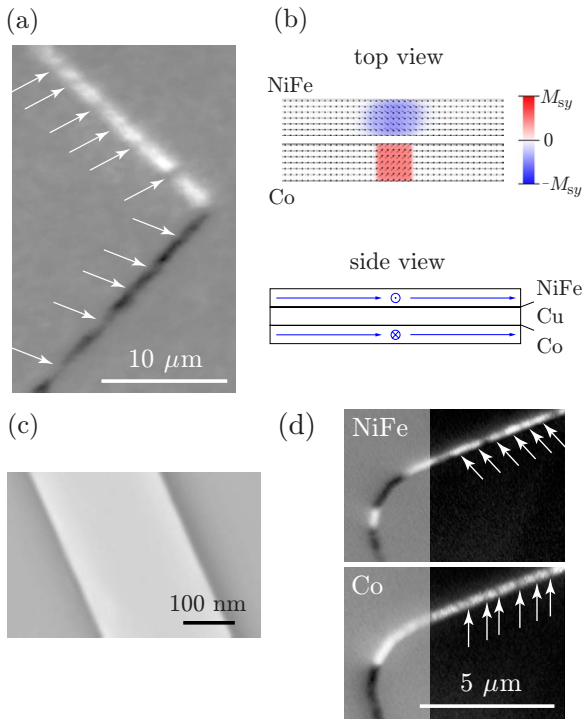 (a)
10 μm
(b)
top view
NiFe
Co
M_sy
0
-M_sy
side view
NiFe
Cu
Co
(c)
100 nm
(d)
NiFe
Co
5 μm